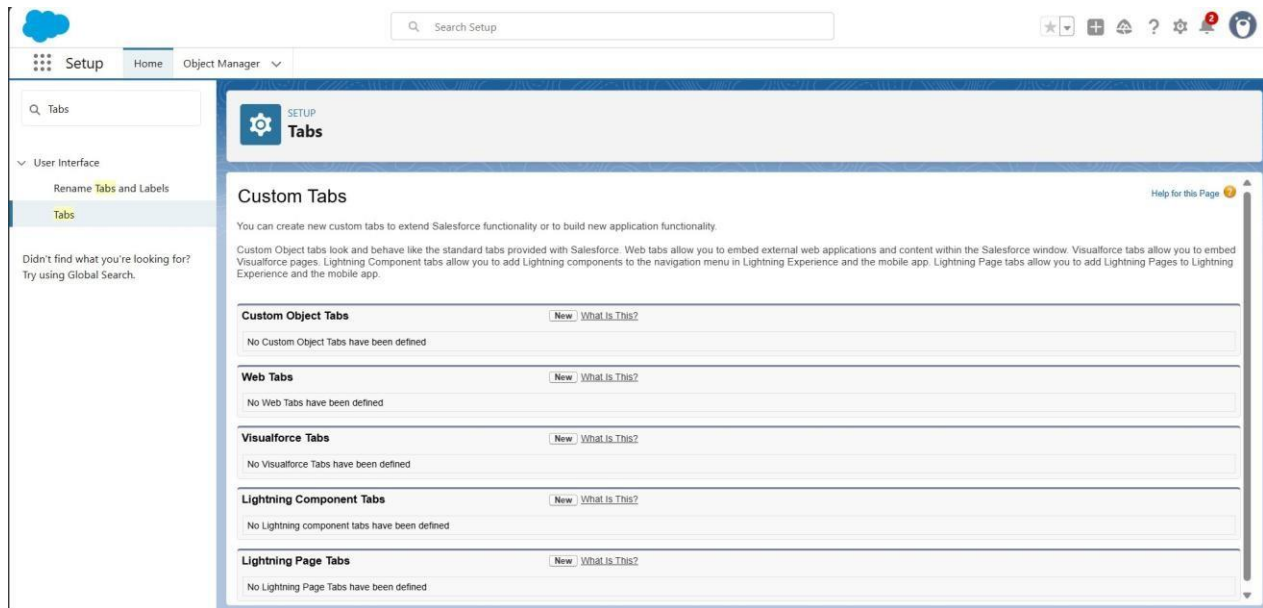 Search Setup
2
Setup
Home
Object Manager
Tabs
User Interface
Rename Tabs and Labels
Tabs
Didn't find what you're looking for?
Try using Global Search.
SETUP
Tabs
Custom Tabs
Help for this Page
You can create new custom tabs to extend Salesforce functionality or to build new application functionality.
Custom Object tabs look and behave like the standard tabs provided with Salesforce. Web tabs allow you to embed external web applications and content within the Salesforce window. Visualforce tabs allow you to embed
Visualforce pages. Lightning Component tabs allow you to add Lightning components to the navigation menu in Lightning Experience and the mobile app. Lightning Page tabs allow you to add Lightning Pages to Lightning
Experience and the mobile app.
Custom Object Tabs New What Is This?
No Custom Object Tabs have been defined
Web Tabs New What Is This?
No Web Tabs have been defined
Visualforce Tabs New What Is This?
No Visualforce Tabs have been defined
Lightning Component Tabs New What Is This?
No Lightning component tabs have been defined
Lightning Page Tabs New What Is This?
No Lightning Page Tabs have been defined